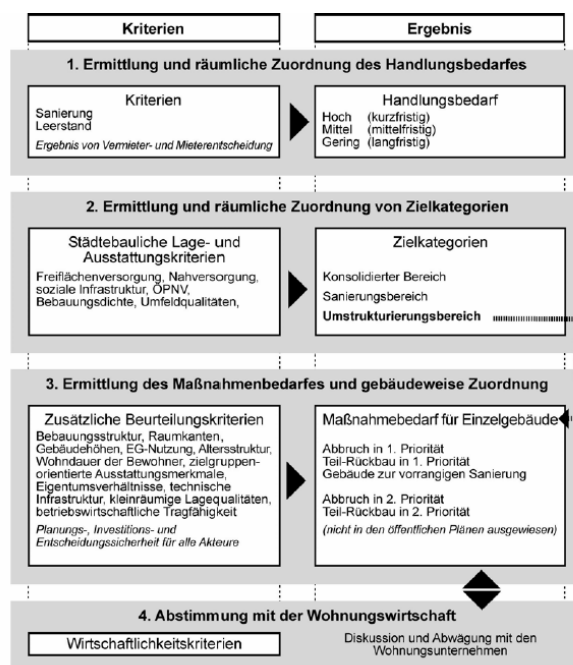 Kriterien
Ergebnis
1. Ermittlung und räumliche Zuordnung des Handlungsbedarfes
Kriterien
Sanierung
Leerstand
Ergebnis von Vermieter- und Mieterentscheidung
Handlungsbedarf
Hoch (kurzfristig)
Mittel (mittelfristig)
Gering (langfristig)
2. Ermittlung und räumliche Zuordnung von Zielkategorien
Städtebauliche Lage- und
Ausstattungskriterien
Freiflächenversorgung, Nahversorgung,
soziale Infrastruktur, ÖPNV,
Bebauungsdichte, Umfeldqualitäten,
Zielkategorien
Konsolidierter Bereich
Sanierungsbereich
Umstrukturierungsbereich
3. Ermittlung des Maßnahmenbedarfes und gebäudeweise Zuordnung
Zusätzliche Beurteilungskriterien
Bebauungsstruktur, Raumkanten,
Gebäudehöhen, EG-Nutzung, Altersstruktur,
Wohndauer der Bewohner, zielgruppen-
orientierte Ausstattungsmerkmale,
Eigentumsverhältnisse, technische
Infrastruktur, kleinräumige Lagequalitäten,
betriebswirtschaftliche Tragfähigkeit
Planungs-, Investitions- und
Entscheidungssicherheit für alle Akteure
Maßnahmebedarf für Einzelgebäude
Abbruch in 1. Priorität
Teil-Rückbau in 1. Priorität
Gebäude zur vorrangigen Sanierung
Abbruch in 2. Priorität
Teil-Rückbau in 2. Priorität
(nicht in den öffentlichen Plänen ausgewiesen)
4. Abstimmung mit der Wohnungswirtschaft
Wirtschaftlichkeitskriterien
Diskussion und Abwägung mit den
Wohnungsunternehmen